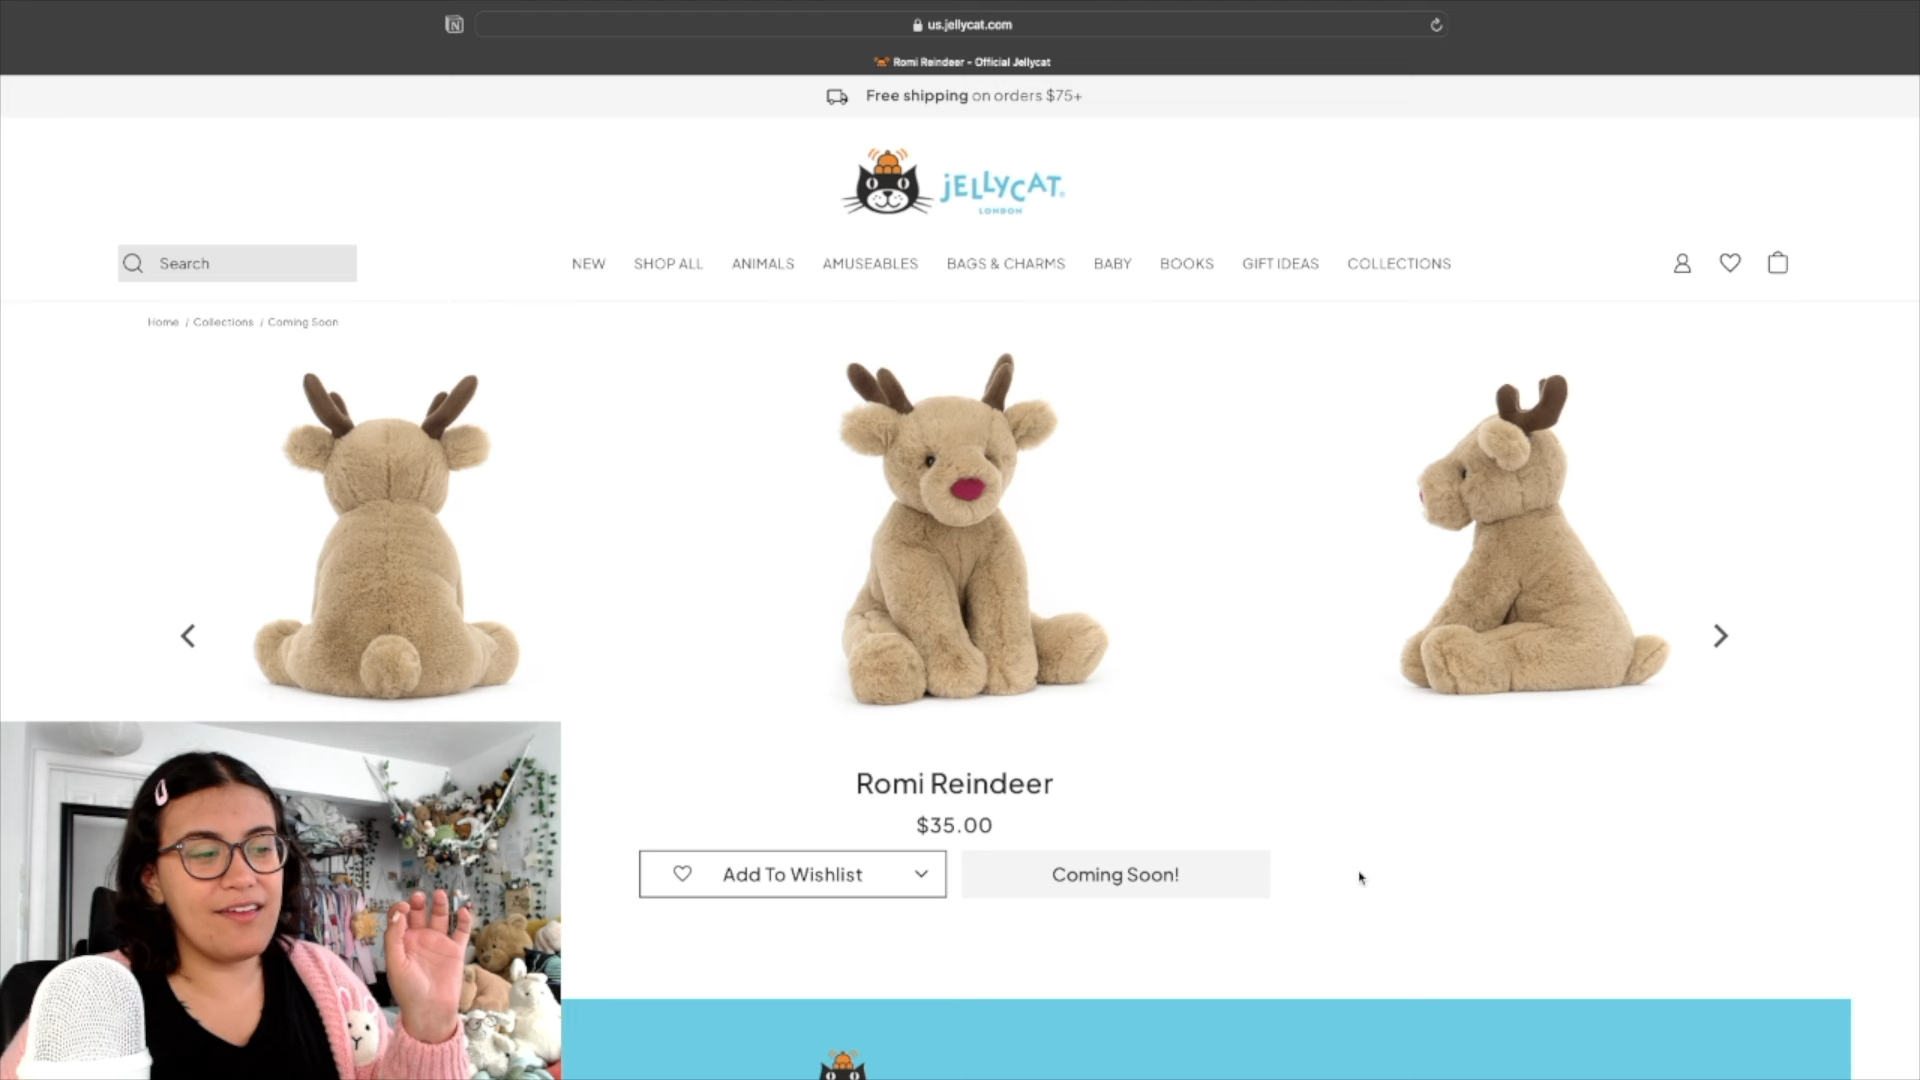 us.jellycat.com
Romi Reindeer - Official Jellycat
Free shipping on orders $75+
JELLYCAT
LONDON
Search
NEW SHOP ALL ANIMALS AMUSEABLES BAGS & CHARMS BABY BOOKS GIFT IDEAS COLLECTIONS
Home / Collections / Coming Soon
Romi Reindeer
$35.00
Add To Wishlist
Coming Soon!